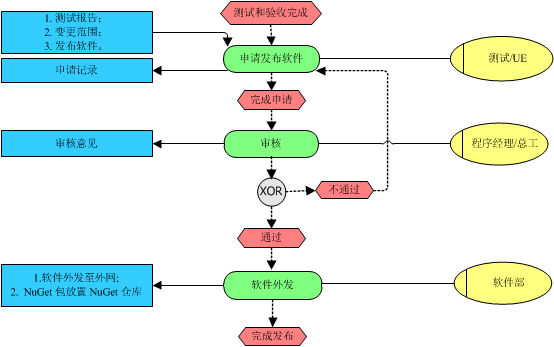 测试和验收完成
1. 测试报告；
2. 变更范围；
3. 发布软件。
申请发布软件
测试/UE
申请记录
完成申请
审核意见
审核
程序经理/总工
XOR
不通过
通过
1.软件外发至外网;
2. NuGet 包放置 NuGet 仓库
软件外发
软件部
完成发布